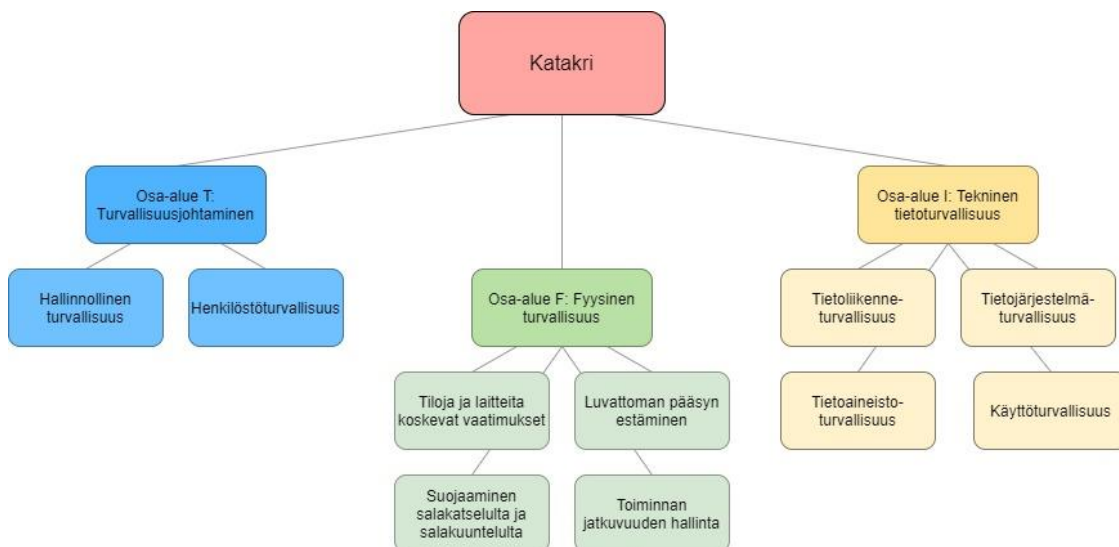 Katakri
Osa-alue T:
Turvallisuusjohtaminen
Hallinnollinen
turvallisuus
Henkilöstöturvallisuus
Osa-alue F: Fyysinen
turvallisuus
Tiloja ja laitteita
koskevat vaatimukset
Luvattoman pääsyn
estäminen
Suojaaminen
salakatselulta ja
salakuuntelulta
Toiminnan
jatkuvuuden hallinta
Osa-alue I: Tekninen
tietoturvallisuus
Tietoliikenne-
turvallisuus
Tietojärjestelmä-
turvallisuus
Tietoaineisto-
turvallisuus
Käyttöturvallisuus